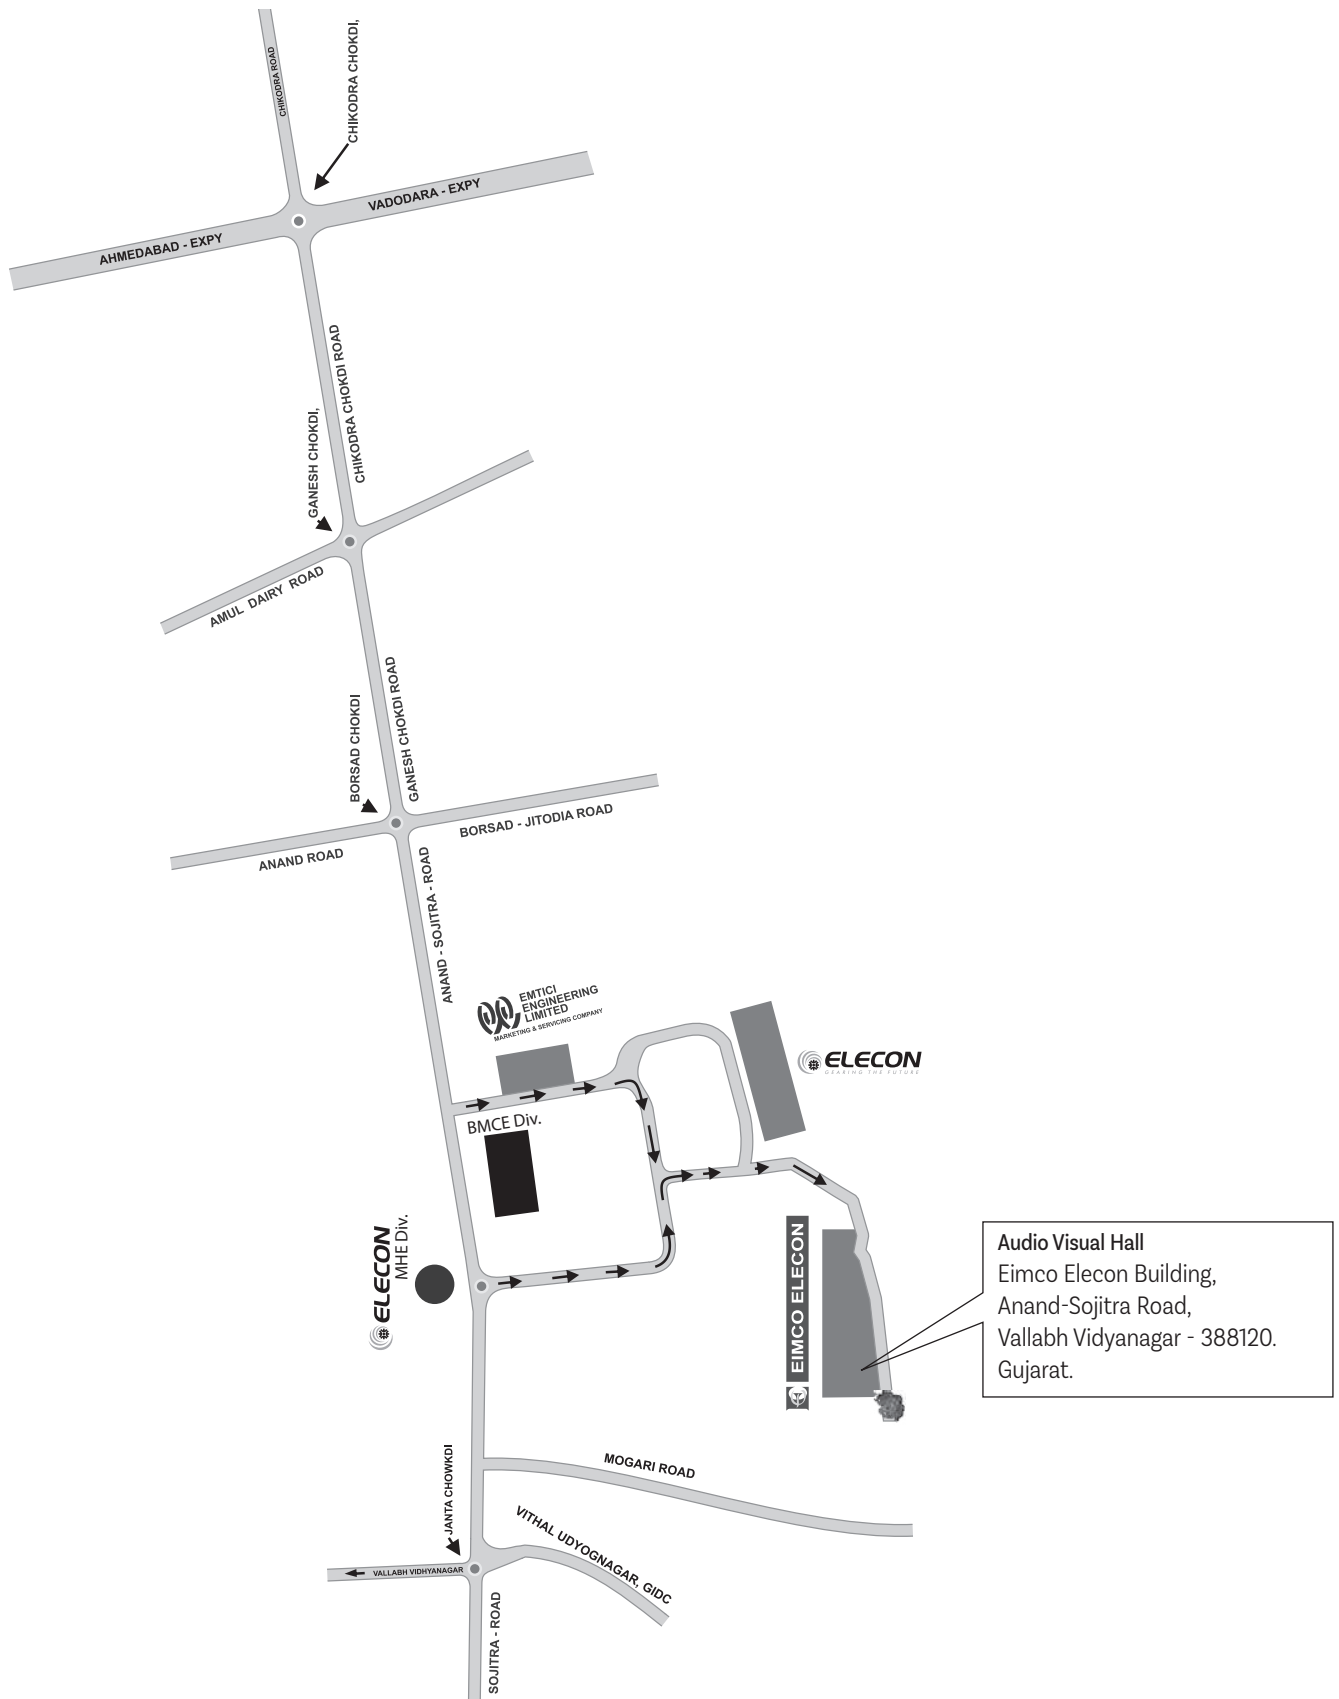 CHIKODRA ROAD
CHIKODRA CHOKDI,
VADODARA - EXPY
AHMEDABAD - EXPY
CHIKODRA CHOKDI ROAD
GANESH CHOKDI,
AMUL DAIRY ROAD
GANESH CHOKDI ROAD
BORSAD CHOKDI
BORSAD - JITODIA ROAD
ANAND ROAD
ANAND - SOJITRA - ROAD
EMTICI
ENGINEERING
LIMITED
MARKETING & SERVICING COMPANY
ELECON
GEARING THE FUTURE
BMCE Div.
ELECON
MHE Div.
EIMCO ELECON
Audio Visual Hall
Eimco Elecon Building,
Anand-Sojitra Road,
Vallabh Vidyanagar - 388120.
Gujarat.
MOGARI ROAD
JANTA CHOWKDI
VITHAL UDYOGNAGAR, GIDC
VALLABH VIDHYANAGAR
SOJITRA - ROAD